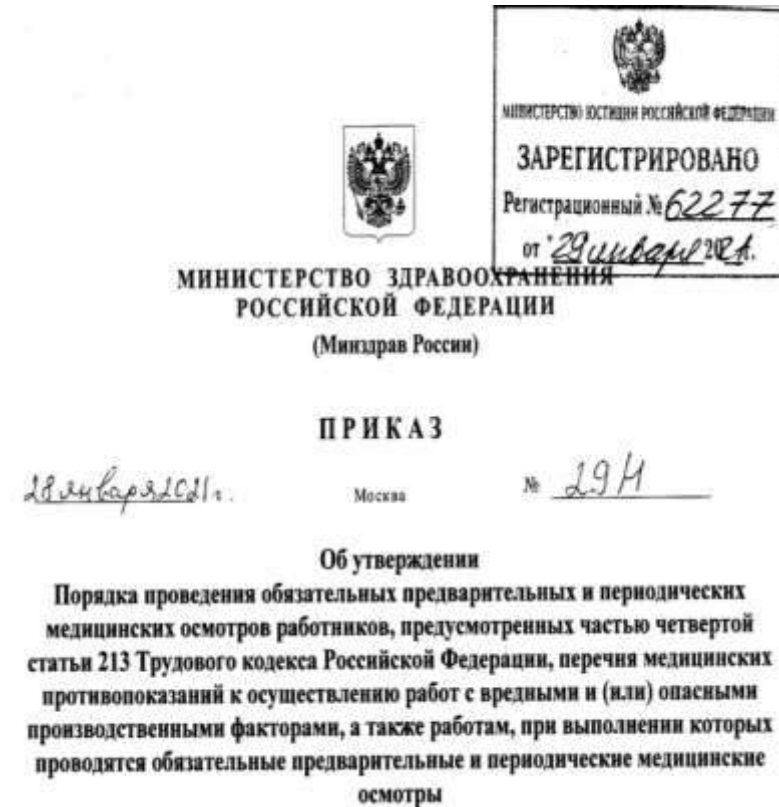 МИНИСТЕРСТВО ЮСТИЦИИ РОССИЙСКОЙ ФЕДЕРАЦИИ
ЗАРЕГИСТРИРОВАНО
Регистрационный № 62277
от "29 января 2021.
МИНИСТЕРСТВО ЗДРАВООХРАНЕНИЯ
РОССИЙСКОЙ ФЕДЕРАЦИИ
(Минздрав России)
ПРИКАЗ
28 января 2021 г.
Москва
№ 29Н
Об утверждении
Порядка проведения обязательных предварительных и периодических
медицинских осмотров работников, предусмотренных частью четвертой
статьи 213 Трудового кодекса Российской Федерации, перечня медицинских
противопоказаний к осуществлению работ с вредными и (или) опасными
производственными факторами, а также работам, при выполнении которых
проводятся обязательные предварительные и периодические медицинские
осмотры